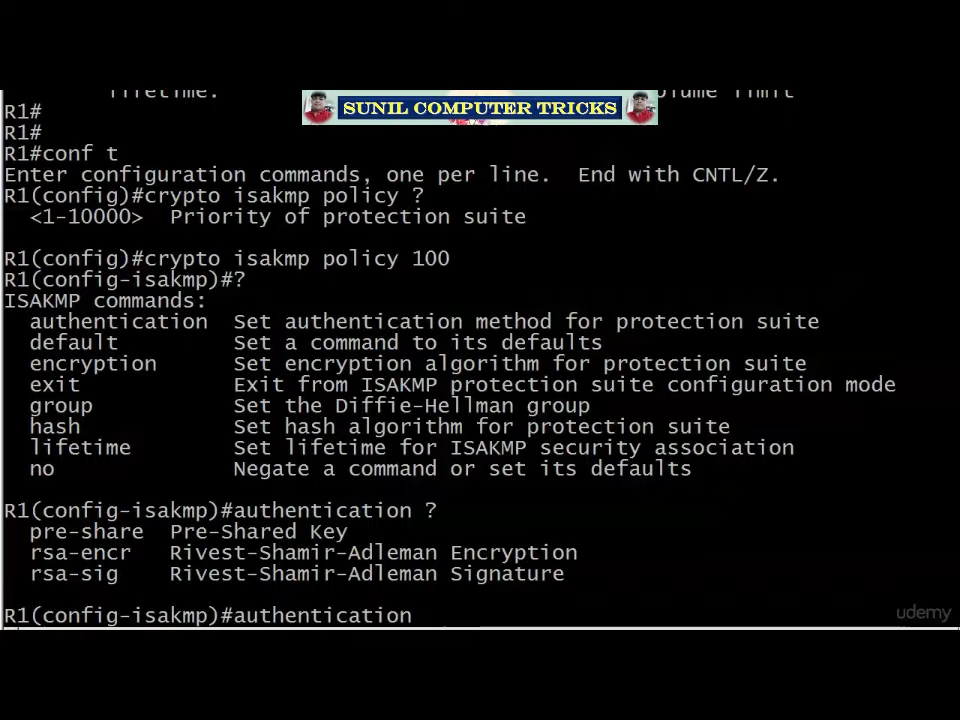 lifetime: volume limit
SUNIL COMPUTER TRICKS
R1#
R1#
R1#conf t
Enter configuration commands, one per line.  End with CNTL/Z.
R1(config)#crypto isakmp policy ?
  <1-10000>  Priority of protection suite
R1(config)#crypto isakmp policy 100
R1(config-isakmp)#?
ISAKMP commands:
  authentication  Set authentication method for protection suite
  default         Set a command to its defaults
  encryption      Set encryption algorithm for protection suite
  exit            Exit from ISAKMP protection suite configuration mode
  group           Set the Diffie-Hellman group
  hash            Set hash algorithm for protection suite
  lifetime        Set lifetime for ISAKMP security association
  no              Negate a command or set its defaults
R1(config-isakmp)#authentication ?
  pre-share  Pre-Shared Key
  rsa-encr   Rivest-Shamir-Adleman Encryption
  rsa-sig    Rivest-Shamir-Adleman Signature
R1(config-isakmp)#authentication
udemy